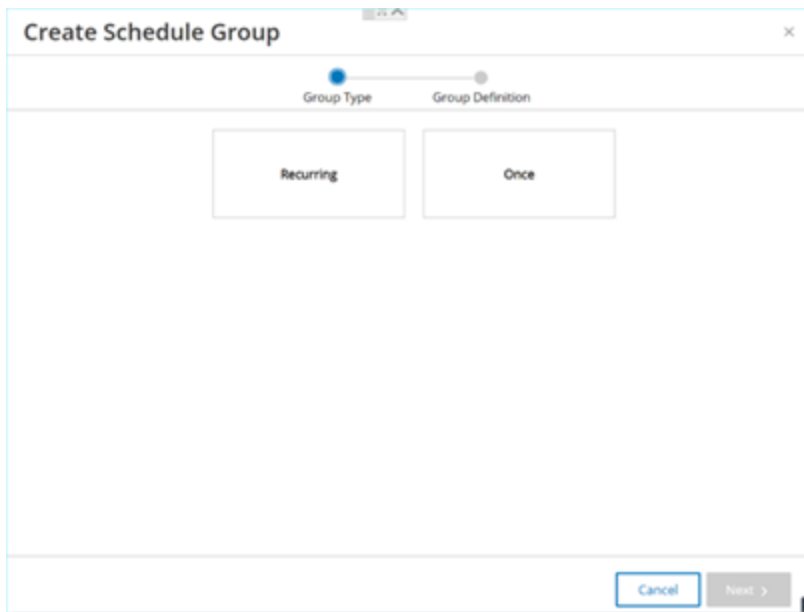 Create Schedule Group
Group Type Group Definition
Recurring Once
Cancel Next